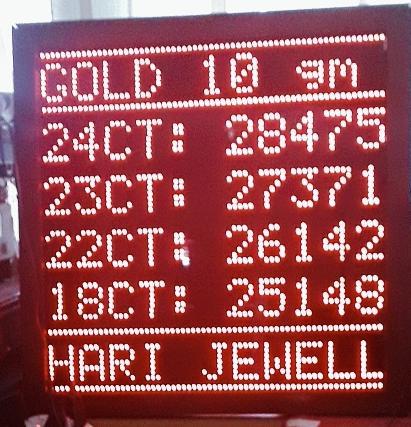 GOLD 10 gm
24CT: 28475
23CT: 27371
22CT: 26142
18CT: 25148
HARI JEWELL